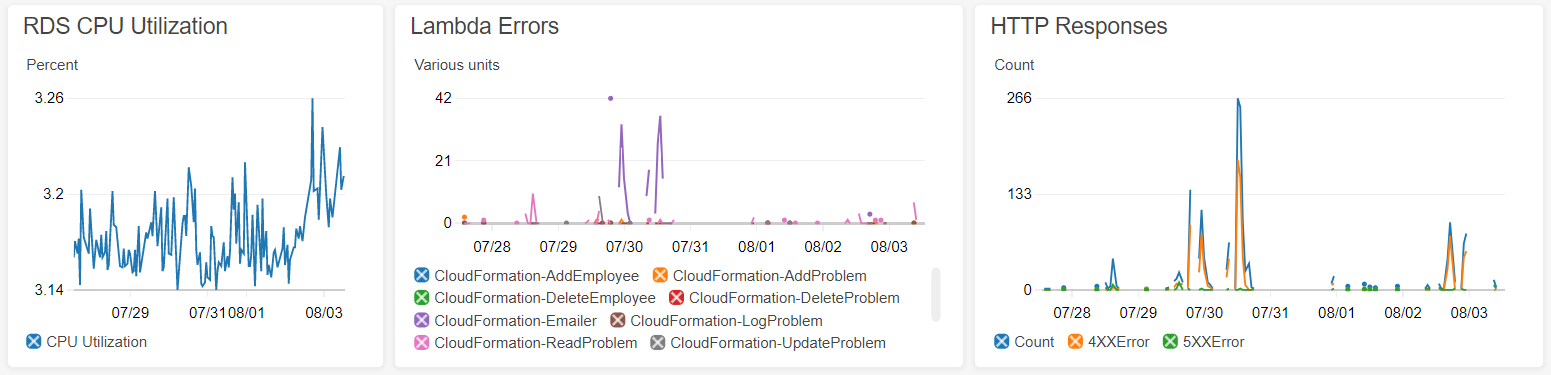 RDS CPU Utilization
Percent
3.26
3.2
3.14
07/29 07/31 08/01 08/03
CPU Utilization
Lambda Errors
Various units
42
21
0
07/28 07/29 07/30 07/31 08/01 08/02 08/03
CloudFormation-AddEmployee CloudFormation-AddProblem
CloudFormation-DeleteEmployee CloudFormation-DeleteProblem
CloudFormation-Emailer CloudFormation-LogProblem
CloudFormation-ReadProblem CloudFormation-UpdateProblem
HTTP Responses
Count
266
133
0
07/28 07/29 07/30 07/31 08/01 08/02 08/03
Count 4XXError 5XXError